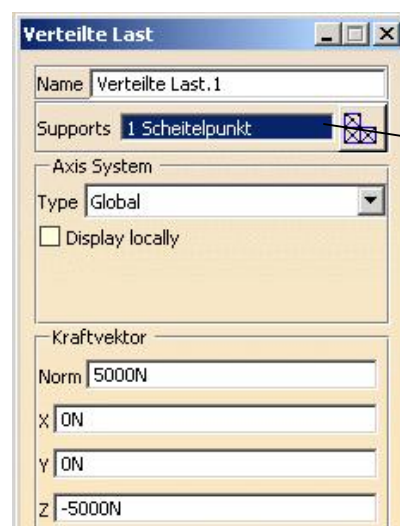 Verteilte Last
Name Verteilte Last.1
Supports 1 Scheitelpunkt
Axis System
Type Global
Display locally
Kraftvektor
Norm 5000N
X 0N
Y 0N
Z -5000N